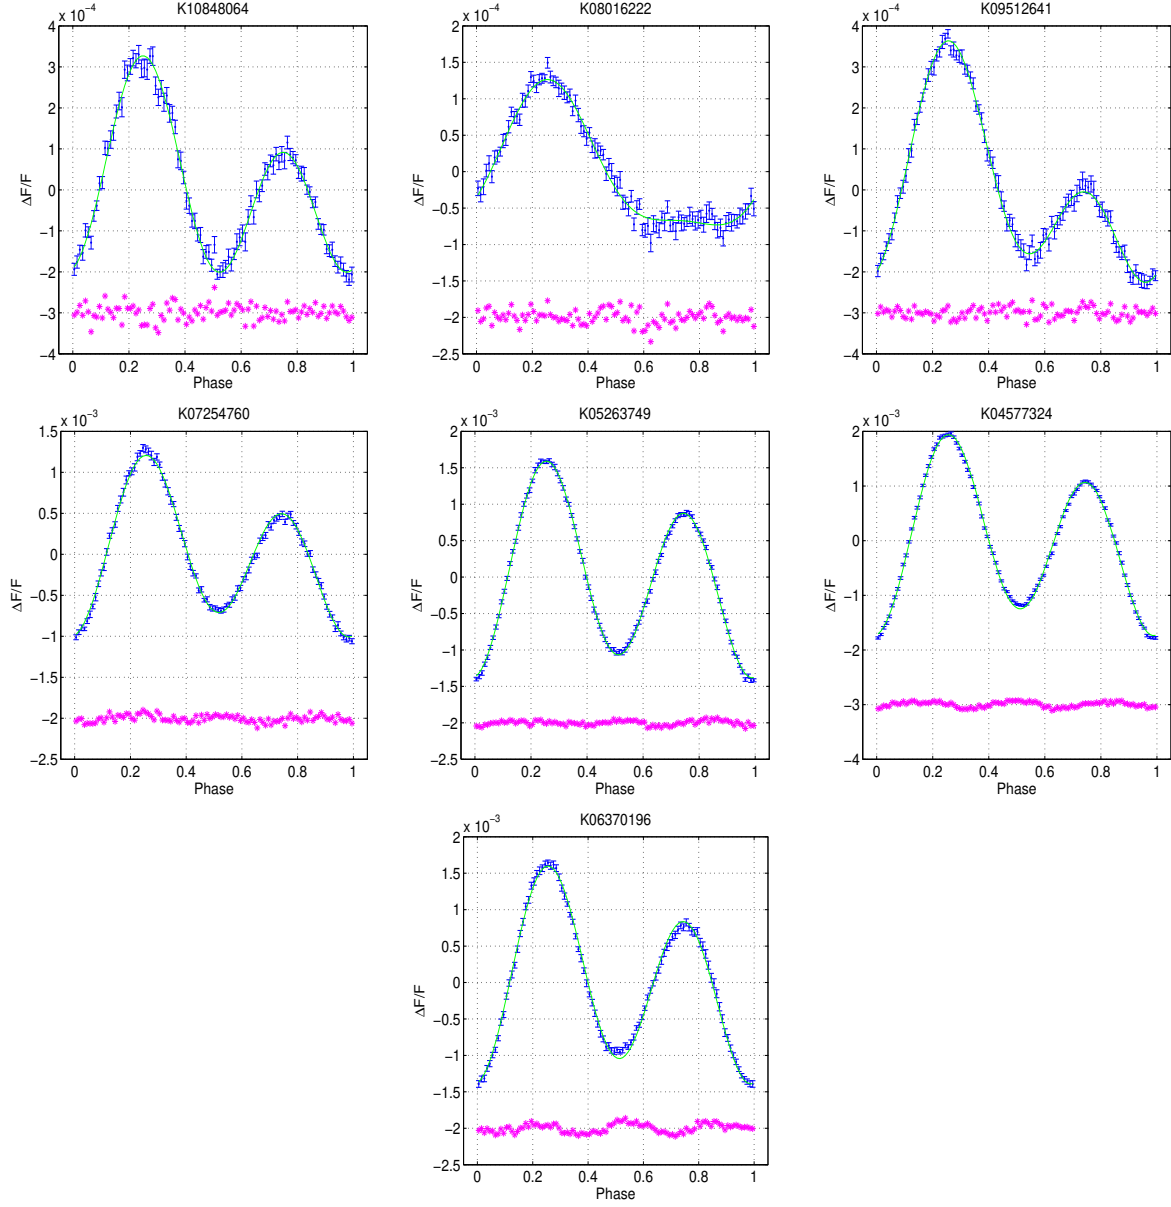 K10848064
x 10−4
4
3
2
1
0
−1
−2
−3
−4
ΔF/F
0 0.2 0.4 0.6 0.8 1
Phase
K08016222
x 10−4
2
1.5
1
0.5
0
−0.5
−1
−1.5
−2
−2.5
ΔF/F
0 0.2 0.4 0.6 0.8 1
Phase
K09512641
x 10−4
4
3
2
1
0
−1
−2
−3
−4
ΔF/F
0 0.2 0.4 0.6 0.8 1
Phase
K07254760
x 10−3
1.5
1
0.5
0
−0.5
−1
−1.5
−2
−2.5
ΔF/F
0 0.2 0.4 0.6 0.8 1
Phase
K05263749
x 10−3
2
1.5
1
0.5
0
−0.5
−1
−1.5
−2
−2.5
ΔF/F
0 0.2 0.4 0.6 0.8 1
Phase
K04577324
x 10−3
2
1
0
−1
−2
−3
−4
ΔF/F
0 0.2 0.4 0.6 0.8 1
Phase
K06370196
x 10−3
2
1.5
1
0.5
0
−0.5
−1
−1.5
−2
−2.5
ΔF/F
0 0.2 0.4 0.6 0.8 1
Phase